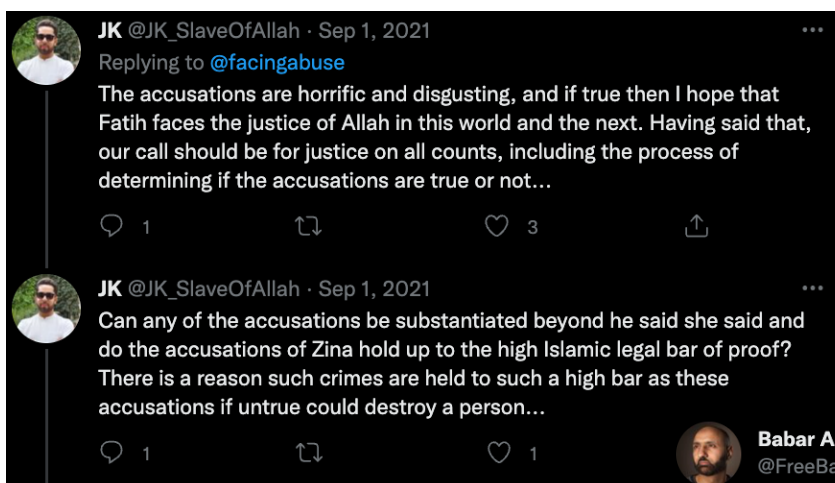 JK @JK_SlaveOfAllah · Sep 1, 2021
Replying to @facingabuse
The accusations are horrific and disgusting, and if true then I hope that
Fatih faces the justice of Allah in this world and the next. Having said that,
our call should be for justice on all counts, including the process of
determining if the accusations are true or not...
1 3
JK @JK_SlaveOfAllah · Sep 1, 2021
Can any of the accusations be substantiated beyond he said she said and
do the accusations of Zina hold up to the high Islamic legal bar of proof?
There is a reason such crimes are held to such a high bar as these
accusations if untrue could destroy a person...
1 1
Babar A
@FreeBa